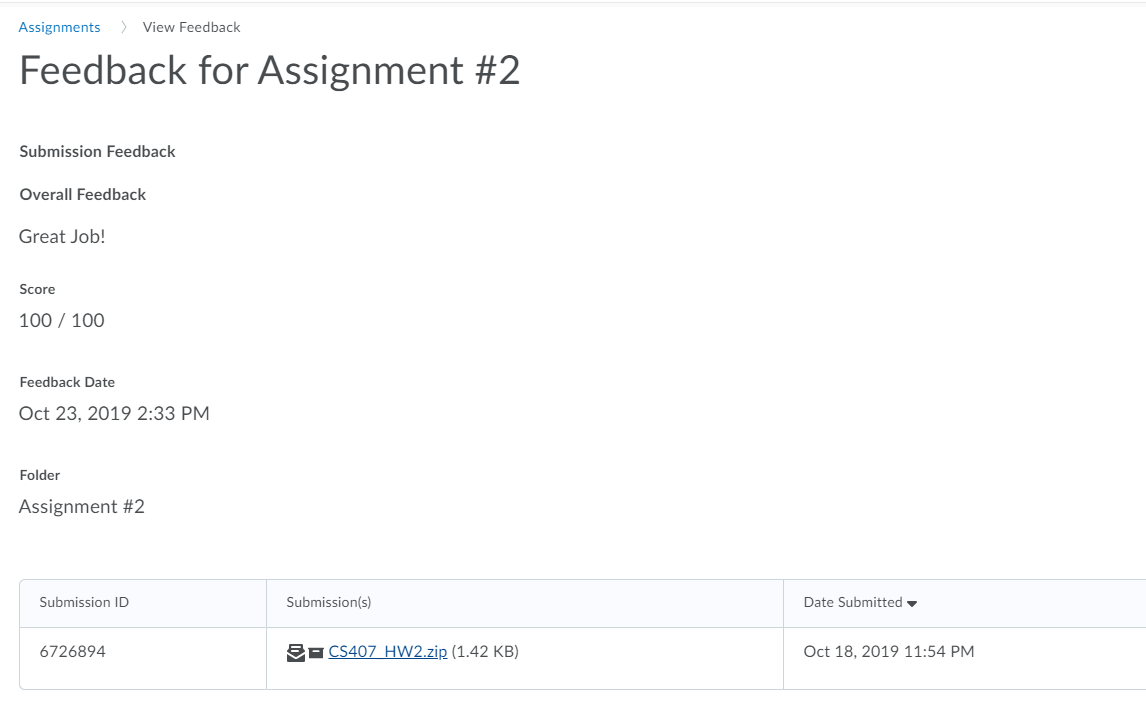 Assignments > View Feedback
Feedback for Assignment #2
Submission Feedback
Overall Feedback
Great Job!
Score
100 / 100
Feedback Date
Oct 23, 2019 2:33 PM
Folder
Assignment #2
Submission ID Submission(s) Date Submitted
6726894 CS407_HW2.zip (1.42 KB) Oct 18, 2019 11:54 PM